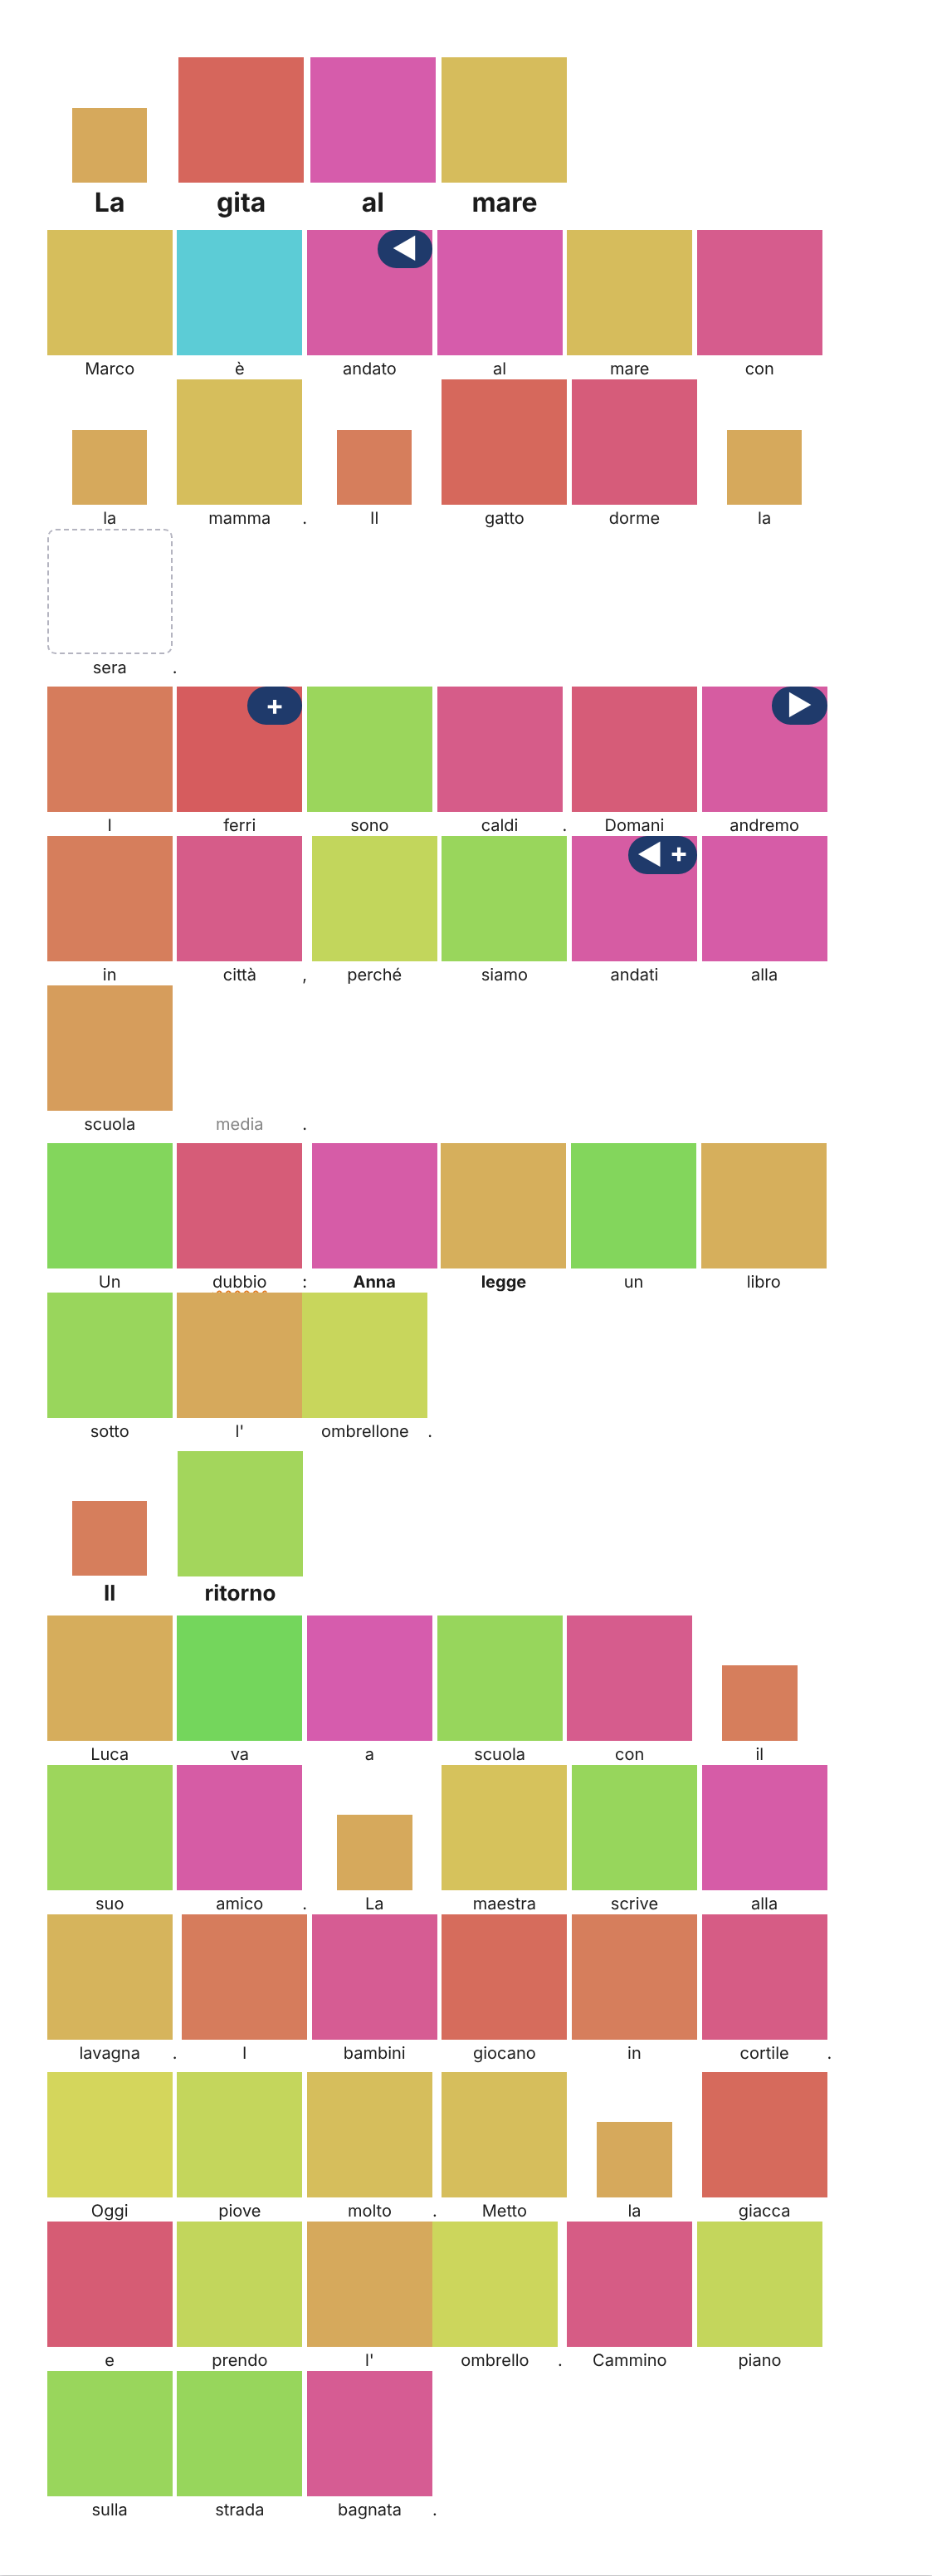 La gita al mare
Marco è andato al mare con
la mamma. Il gatto dorme la
sera.
I ferri + sono caldi. Domani andremo
in città, perché siamo andati + alla
scuola media.
Un dubbio: Anna legge un libro
sotto l'ombrellone.
Il ritorno
Luca va a scuola con il
suo amico. La maestra scrive alla
lavagna. I bambini giocano in cortile.
Oggi piove molto. Metto la giacca
e prendo l'ombrello. Cammino piano
sulla strada bagnata.